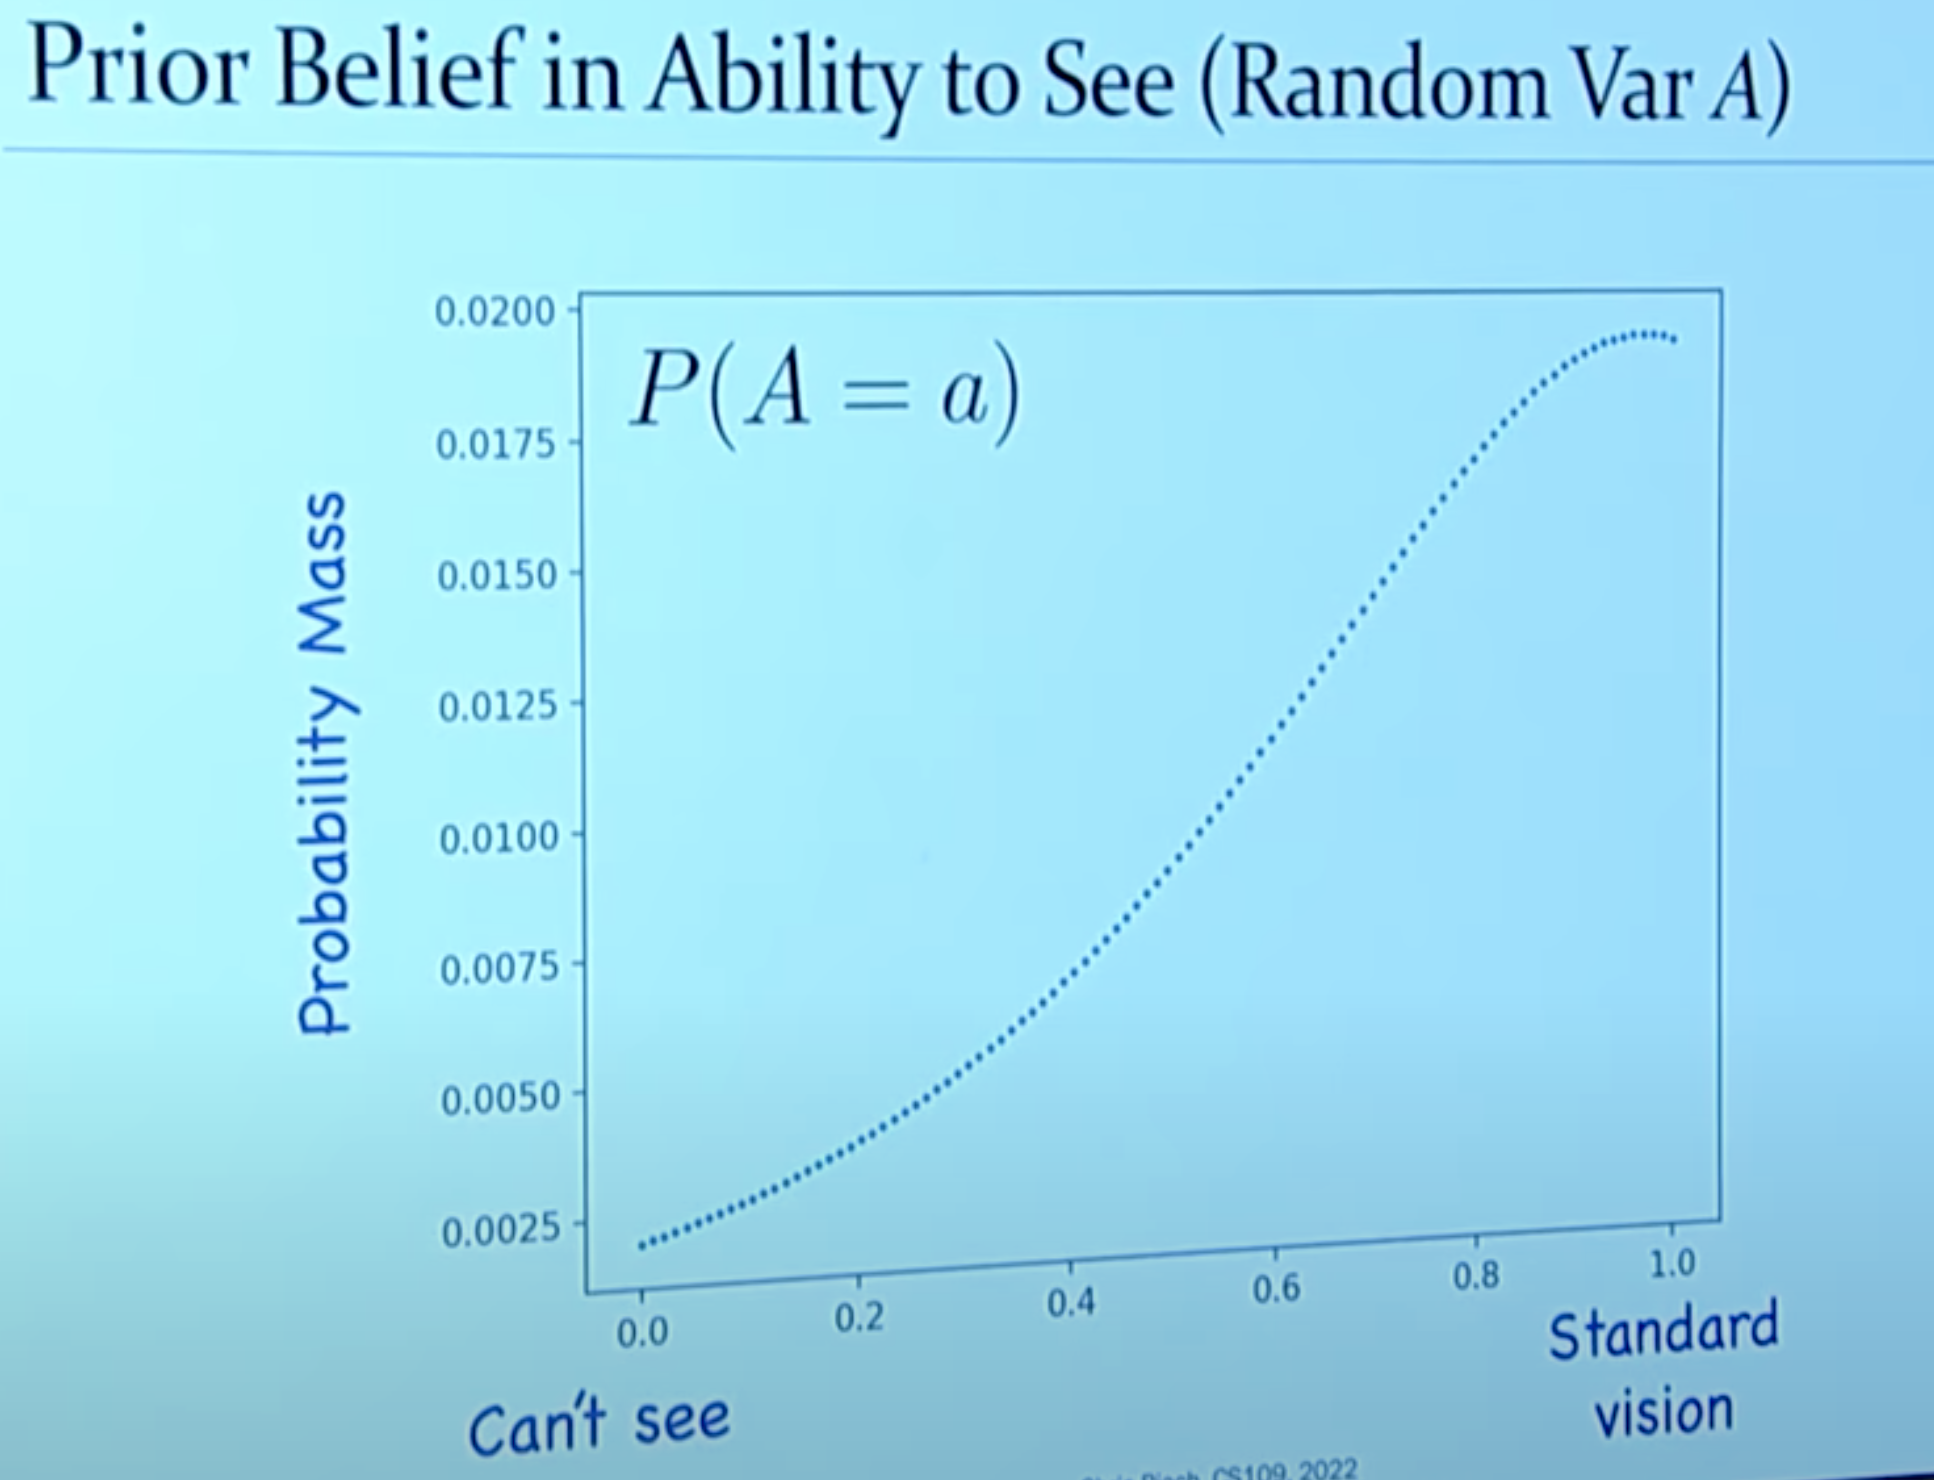 Prior Belief in Ability to See (Random Var A)
P(A = a)
Probability Mass
0.0200
0.0175
0.0150
0.0125
0.0100
0.0075
0.0050
0.0025
0.0 0.2 0.4 0.6 0.8 1.0
Can't see
Standard
vision
CS109, 2022